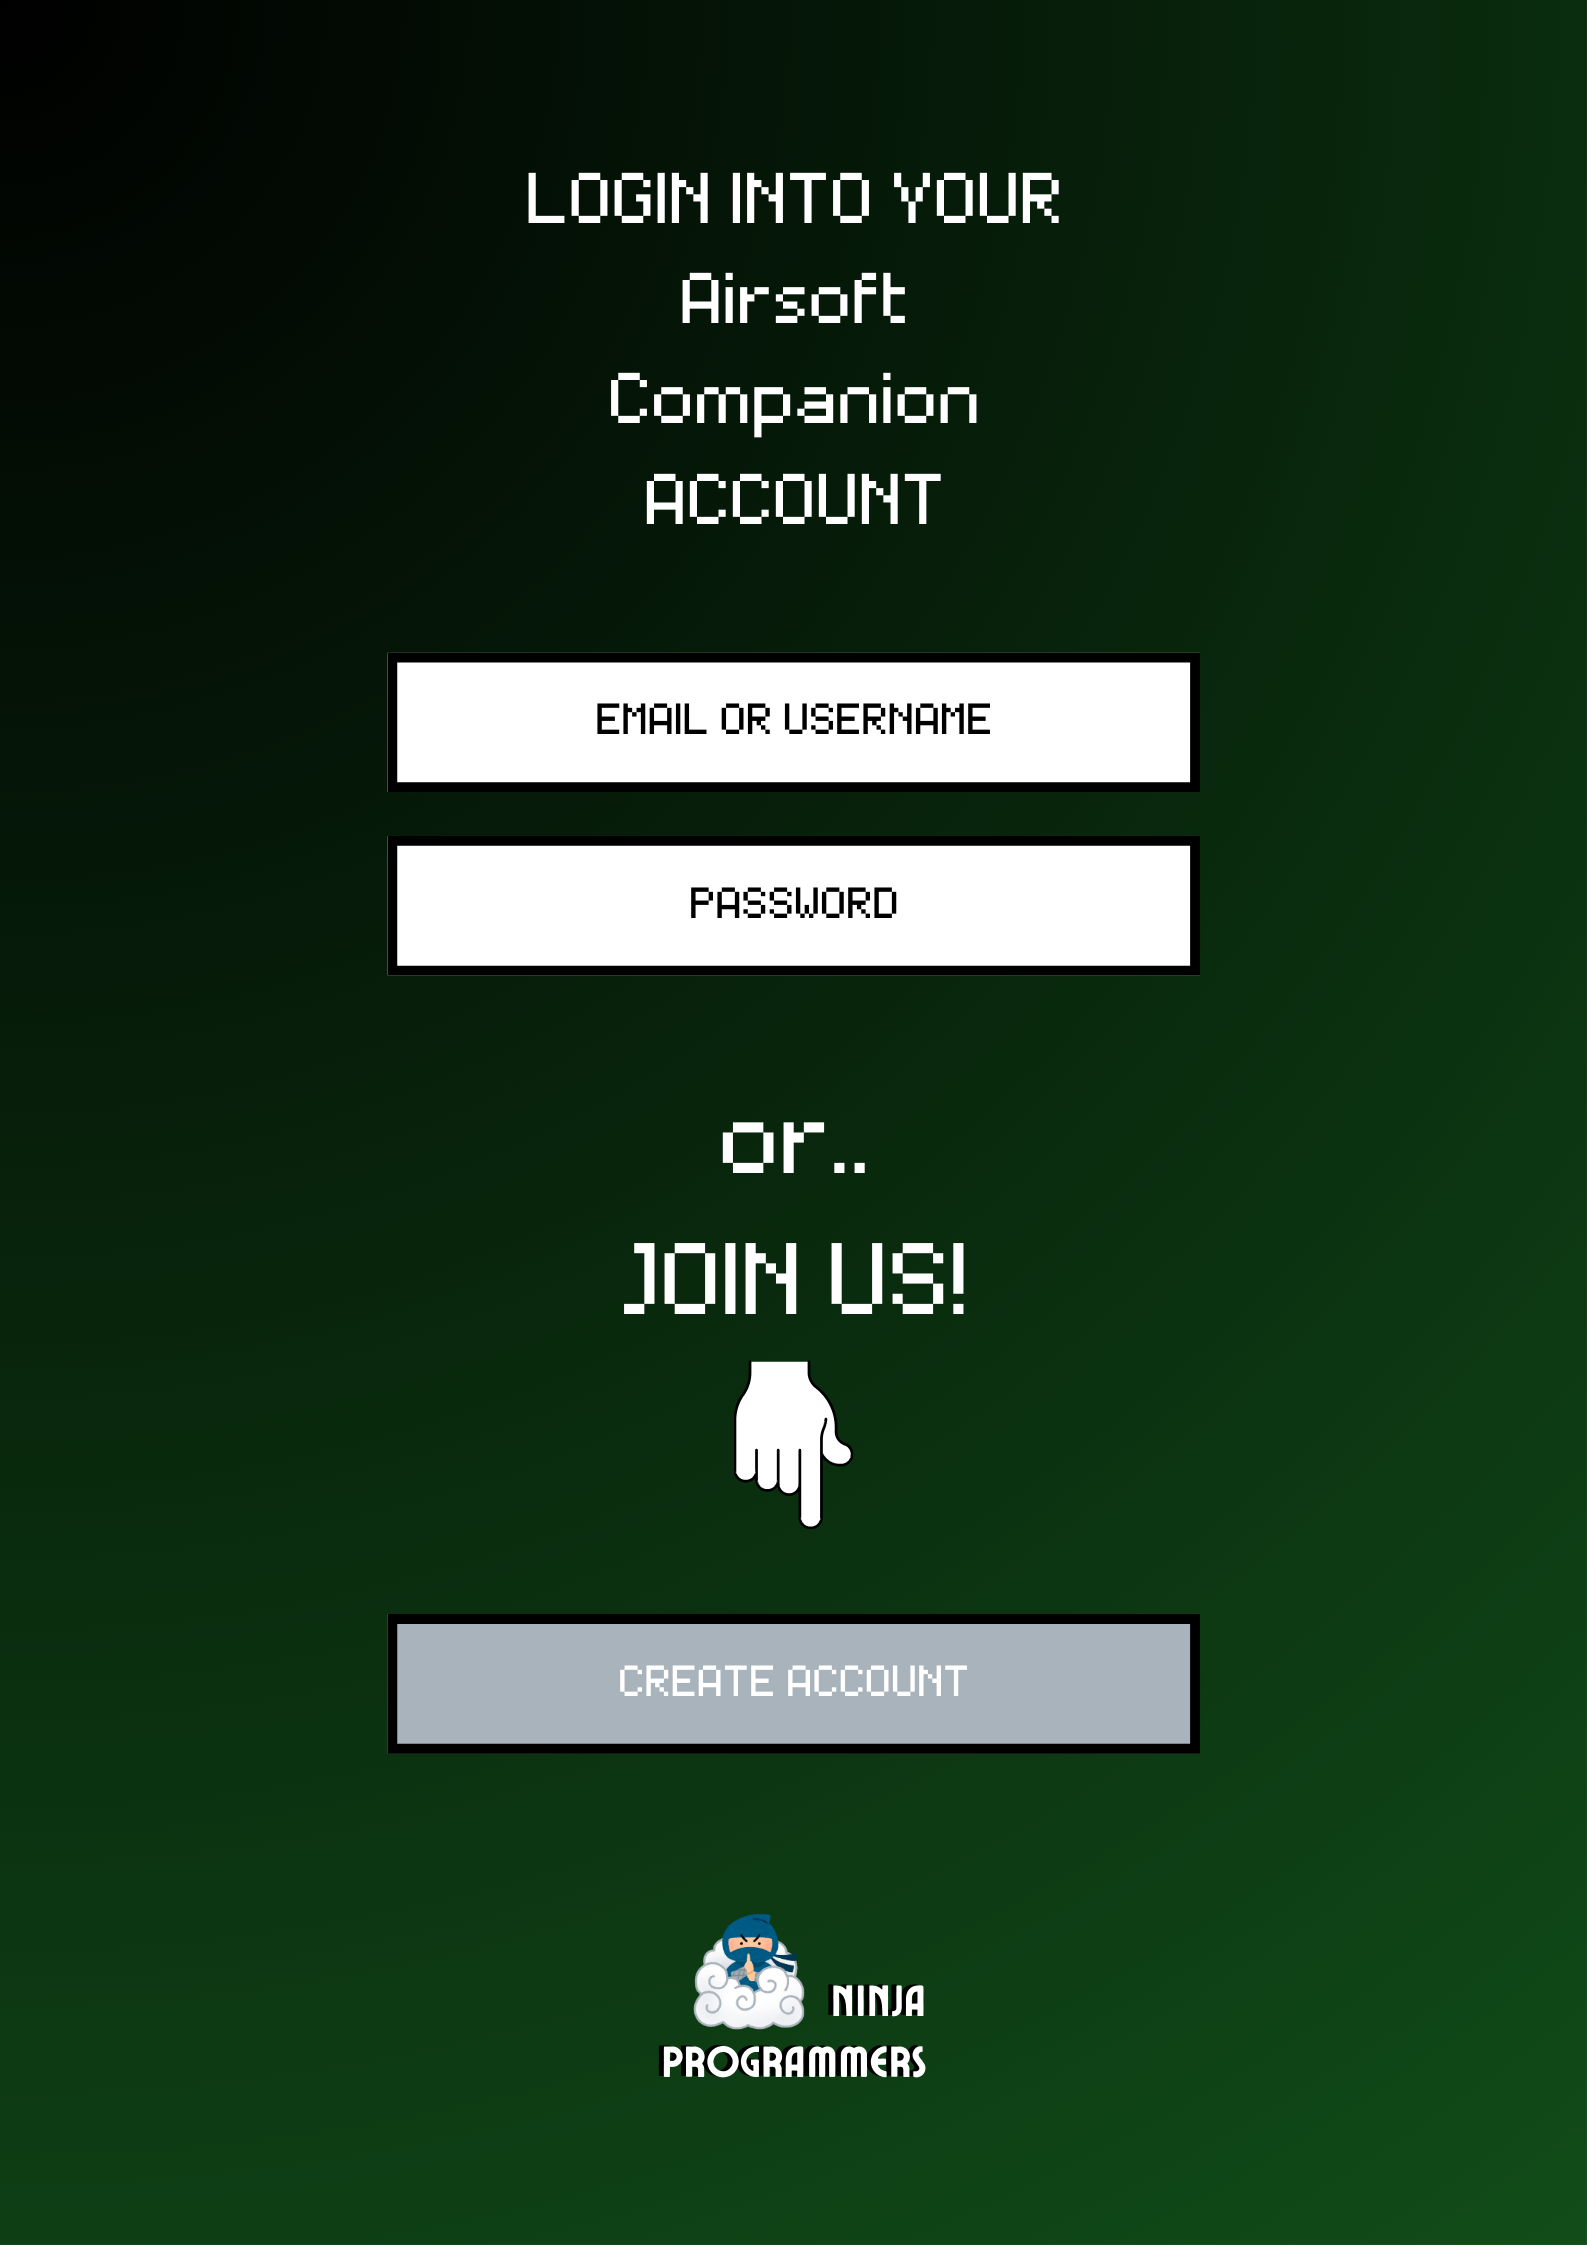 LOGIN INTO YOUR
Airsoft
Companion
ACCOUNT
EMAIL OR USERNAME
PASSWORD
or..
JOIN US!
CREATE ACCOUNT
NINJA
PROGRAMMERS